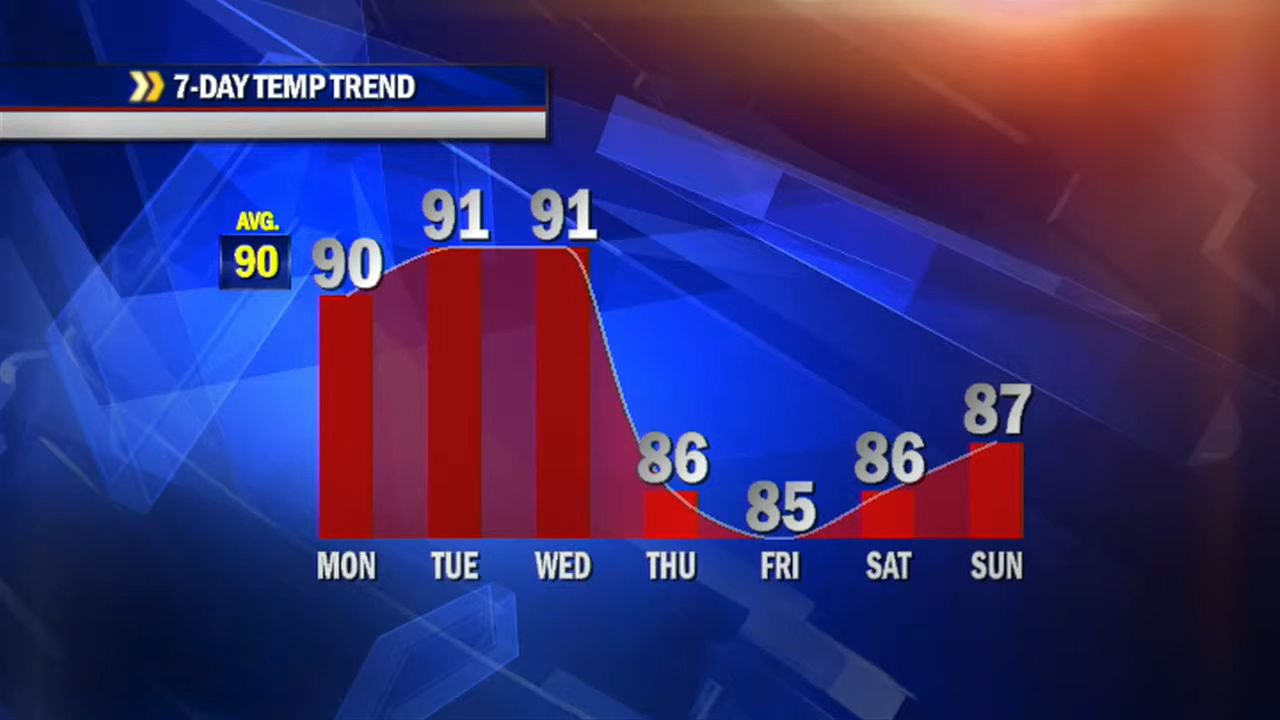 7-DAY TEMP TREND
AVG.
90
90
91
91
86
85
86
87
MON TUE WED THU FRI SAT SUN